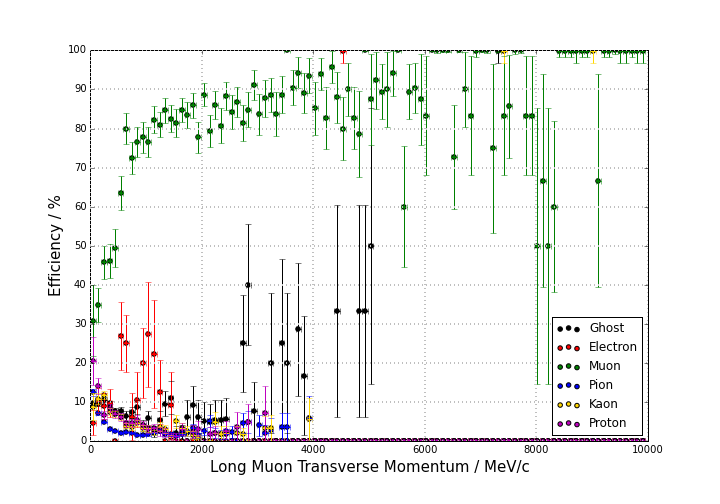 100
90
80
70
60
50
40
30
20
10
0
Efficiency / %
0
2000
4000
6000
8000
10000
Long Muon Transverse Momentum / MeV/c
Ghost
Electron
Muon
Pion
Kaon
Proton